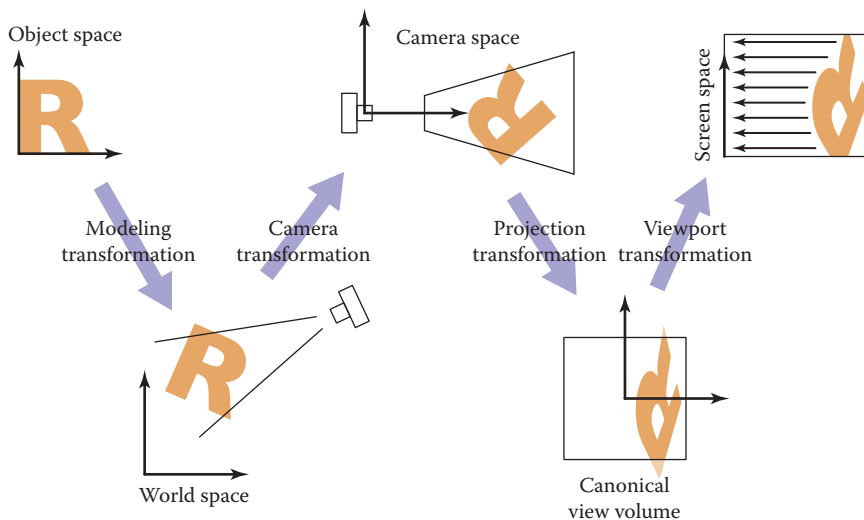 Object space
R
Modeling
transformation
R
World space
Camera
transformation
Camera space
R
Projection
transformation
R
Canonical
view volume
Viewport
transformation
Screen space
R